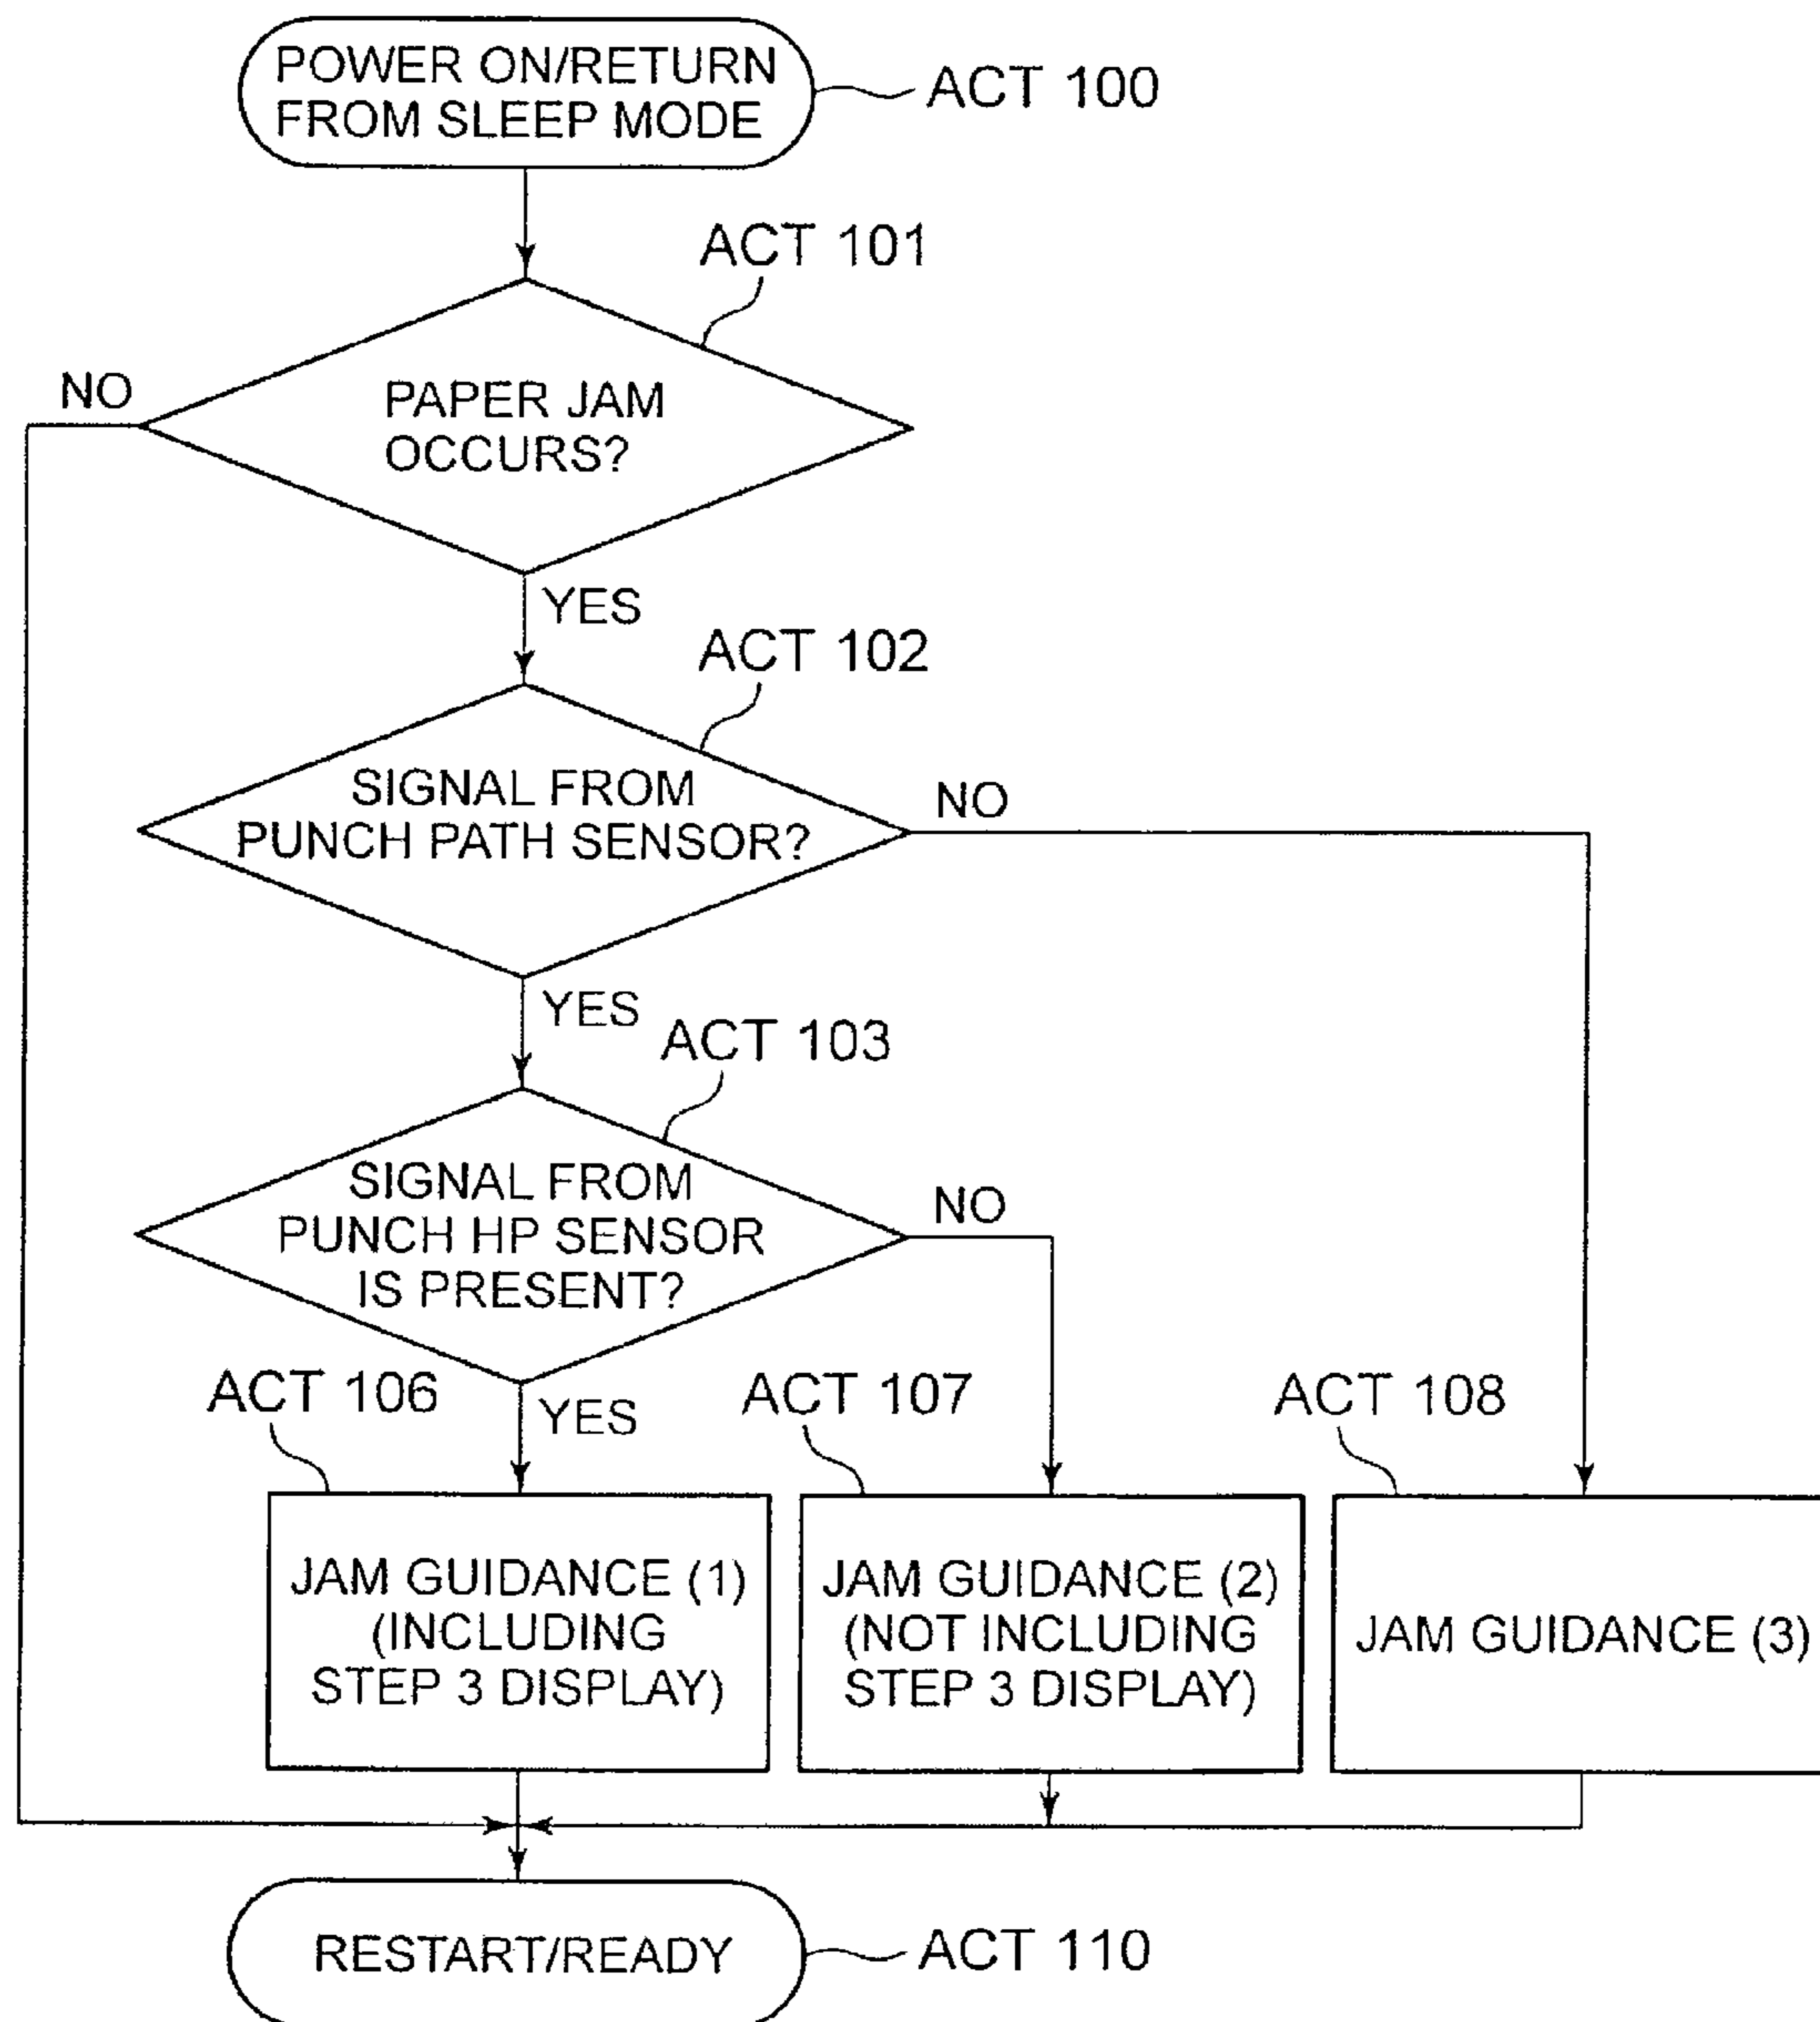 POWER ON/RETURN
FROM SLEEP MODE
ACT 100
ACT 101
NO
PAPER JAM
OCCURS?
YES
ACT 102
SIGNAL FROM
PUNCH PATH SENSOR?
NO
YES
ACT 103
SIGNAL FROM
PUNCH HP SENSOR
IS PRESENT?
NO
YES
ACT 106
ACT 107
ACT 108
JAM GUIDANCE (1)
(INCLUDING
STEP 3 DISPLAY)
JAM GUIDANCE (2)
(NOT INCLUDING
STEP 3 DISPLAY)
JAM GUIDANCE (3)
RESTART/READY
ACT 110